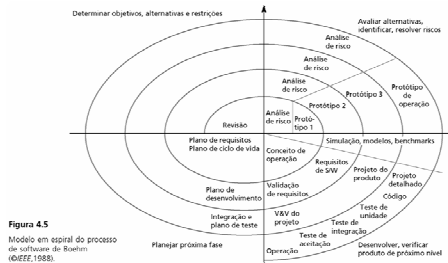 Determinar objetivos, alternativas e restrições
Avaliar alternativas,
identificar, resolver riscos
Análise
de risco
Análise
de risco
Análise
de risco
Análise
de risco
Protótipo
de
operação
Protótipo 3
Protótipo 2
Protó-
tipo 1
Revisão
Plano de requisitos
Plano de ciclo de vida
Simulação, modelos, benchmarks
Conceito de
operação
Requisitos
de S/W
Projeto do
produto
Projeto
detalhado
Código
Plano de
desenvolvimento
Validação
de requisitos
Teste de
unidade
Integração e
plano de teste
V&V do
projeto
Teste de
integração
Teste de
aceitação
Operação
Planejar próxima fase
Desenvolver, verificar
produto de próximo nível
Figura 4.5
Modelo em espiral do processo
de software de Boehm
(©IEEE,1988).